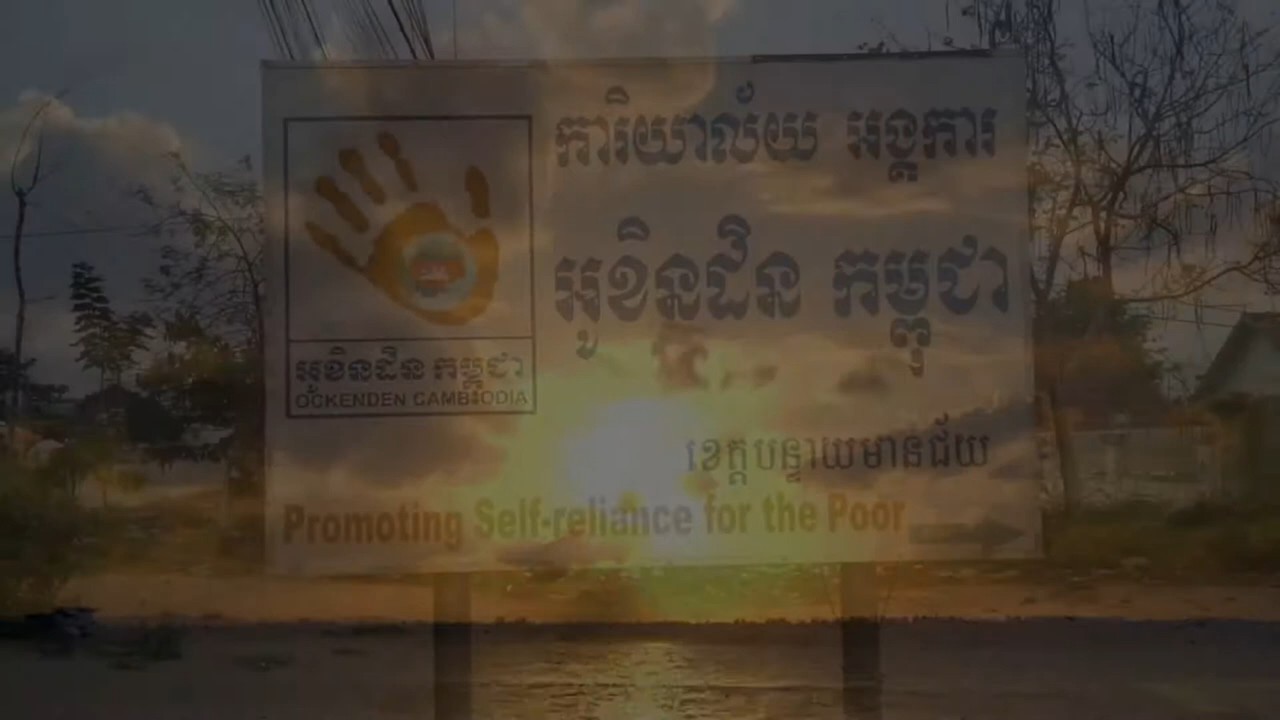 ការិយាល័យ អង្គការ
អូខិនដិន កម្ពុជា
អូខិនដិន កម្ពុជា
OCKENDEN CAMBODIA
ខេត្តបន្ទាយមានជ័យ
Promoting Self-reliance for the Poor